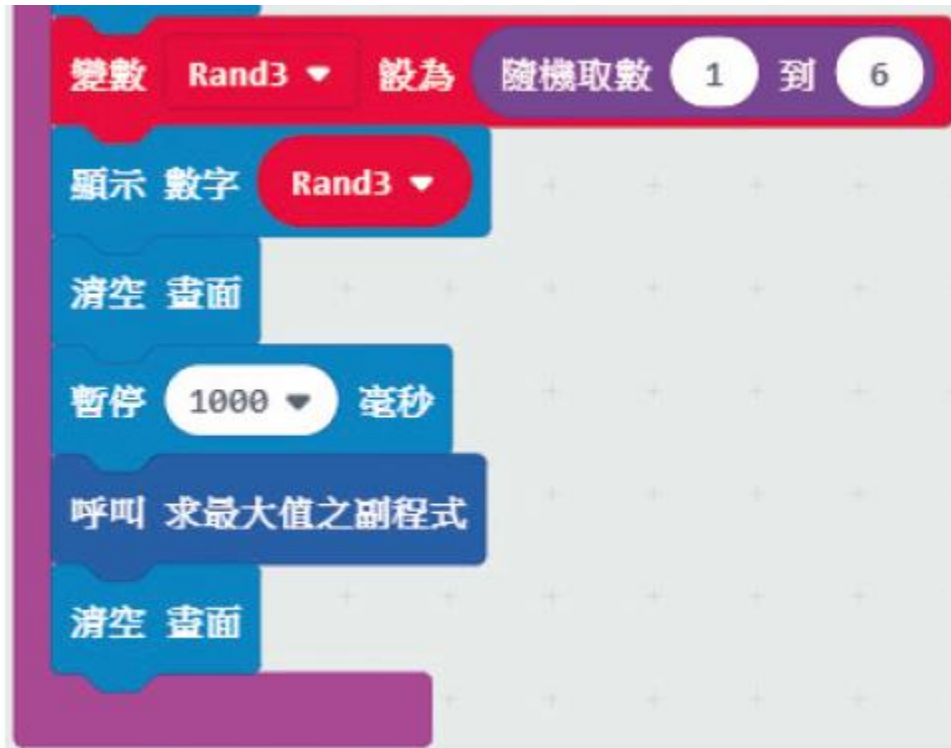 變數 Rand3 設為 隨機取數 1 到 6
顯示 數字 Rand3
清空 畫面
暫停 1000 毫秒
呼叫 求最大值之副程式
清空 畫面